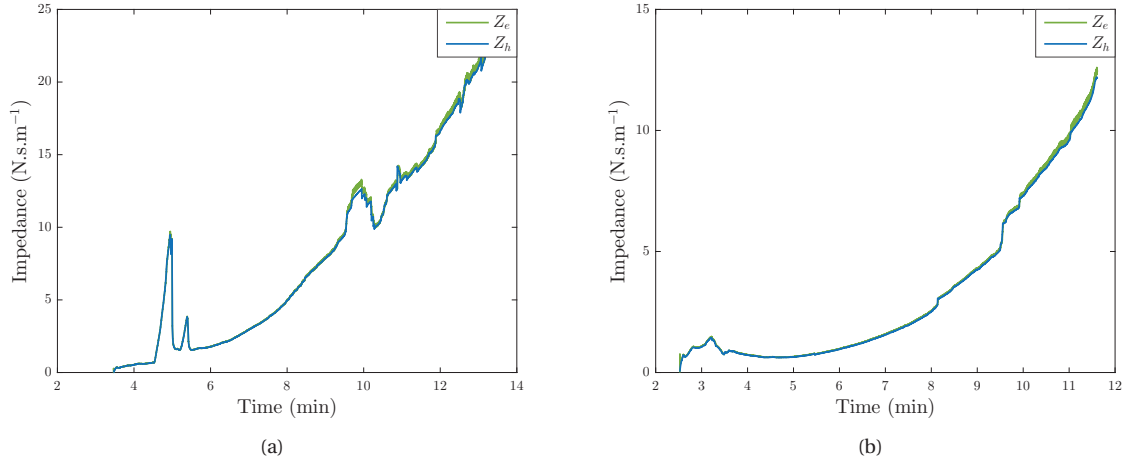 25
20
15
10
5
0
Impedance (N.s.m⁻¹)
2 4 6 8 10 12 14
Time (min)
Z_e
Z_h
(a)
15
10
5
0
Impedance (N.s.m⁻¹)
2 3 4 5 6 7 8 9 10 11 12
Time (min)
Z_e
Z_h
(b)